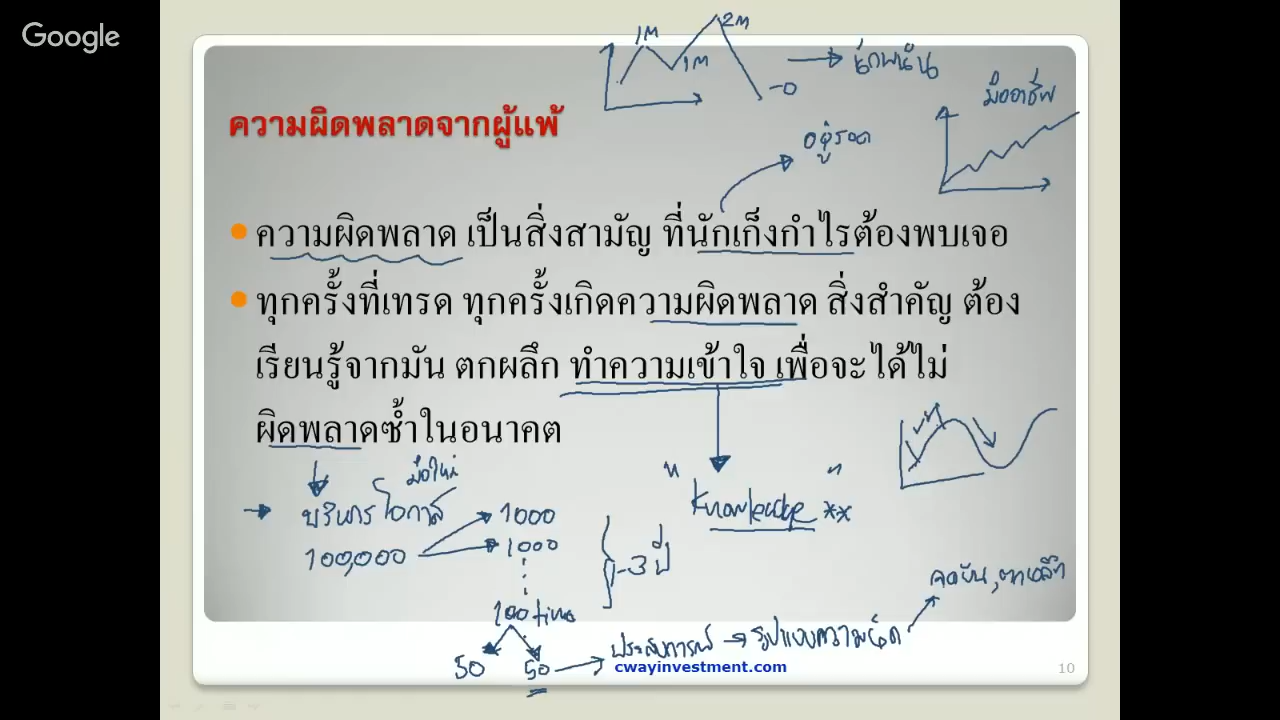 Google
1M
2M
1M
-0
นักพนัน
มืออาชีพ
ความผิดพลาดจากผู้แพ้
อยู่รอด
ความผิดพลาด เป็นสิ่งสามัญ ที่นักเก็งกำไรต้องพบเจอ
ทุกครั้งที่เทรด ทุกครั้งเกิดความผิดพลาด สิ่งสำคัญ ต้อง
เรียนรู้จากมัน ตกผลึก ทำความเข้าใจ เพื่อจะได้ไม่
ผิดพลาดซ้ำในอนาคต
มือใหม่
บริหารโอกาส
"knowledge" **
1000
100,000
1000
-3 ปี
100 time
50
50
ประสบการณ์
รูปแบบความผิด
cwayinvestment.com
10